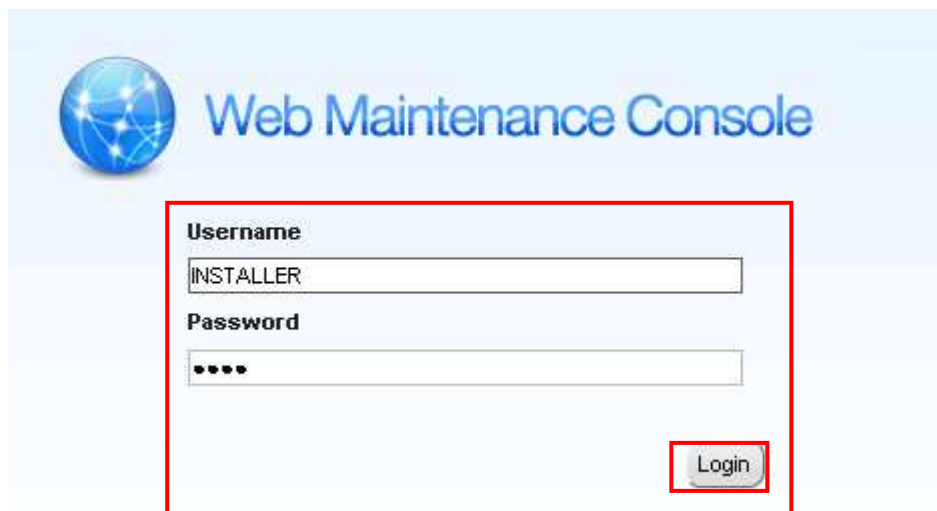 Web Maintenance Console
Username
INSTALLER
Password
••••
Login